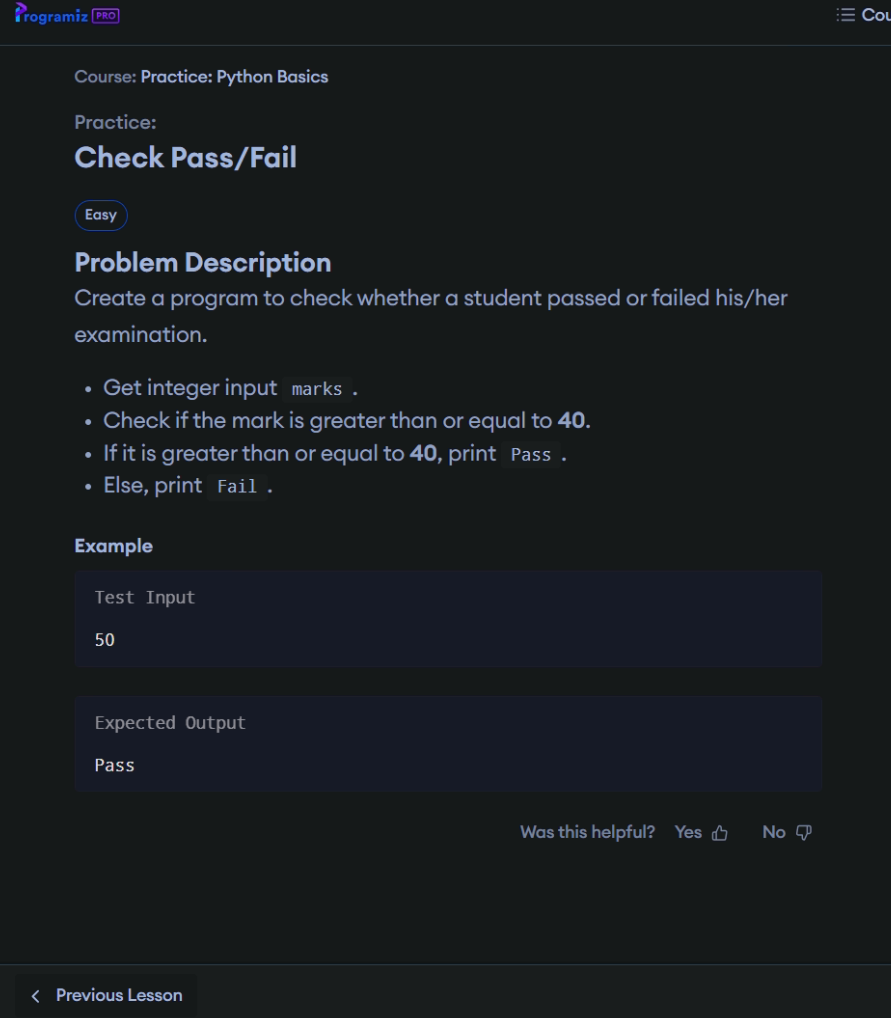 Programiz PRO
Cou
Course: Practice: Python Basics
Practice:
Check Pass/Fail
Easy
Problem Description
Create a program to check whether a student passed or failed his/her
examination.
• Get integer input marks .
• Check if the mark is greater than or equal to 40.
• If it is greater than or equal to 40, print Pass .
• Else, print Fail .
Example
Test Input
50
Expected Output
Pass
Was this helpful? Yes No
Previous Lesson